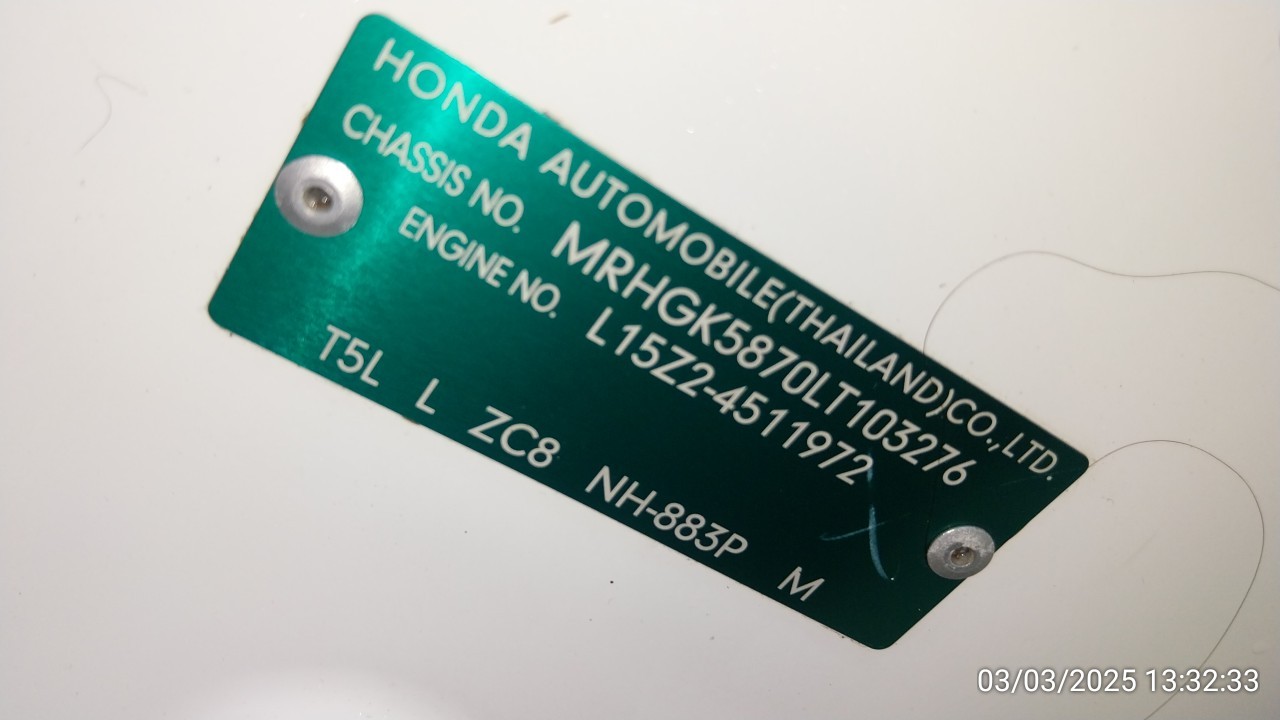 HONDA AUTOMOBILE(THAILAND)CO.,LTD.
CHASSIS NO. MRHGK5870LT103276
ENGINE NO. L15Z2-4511972
T5L L ZC8 NH-883P M
03/03/2025 13:32:33